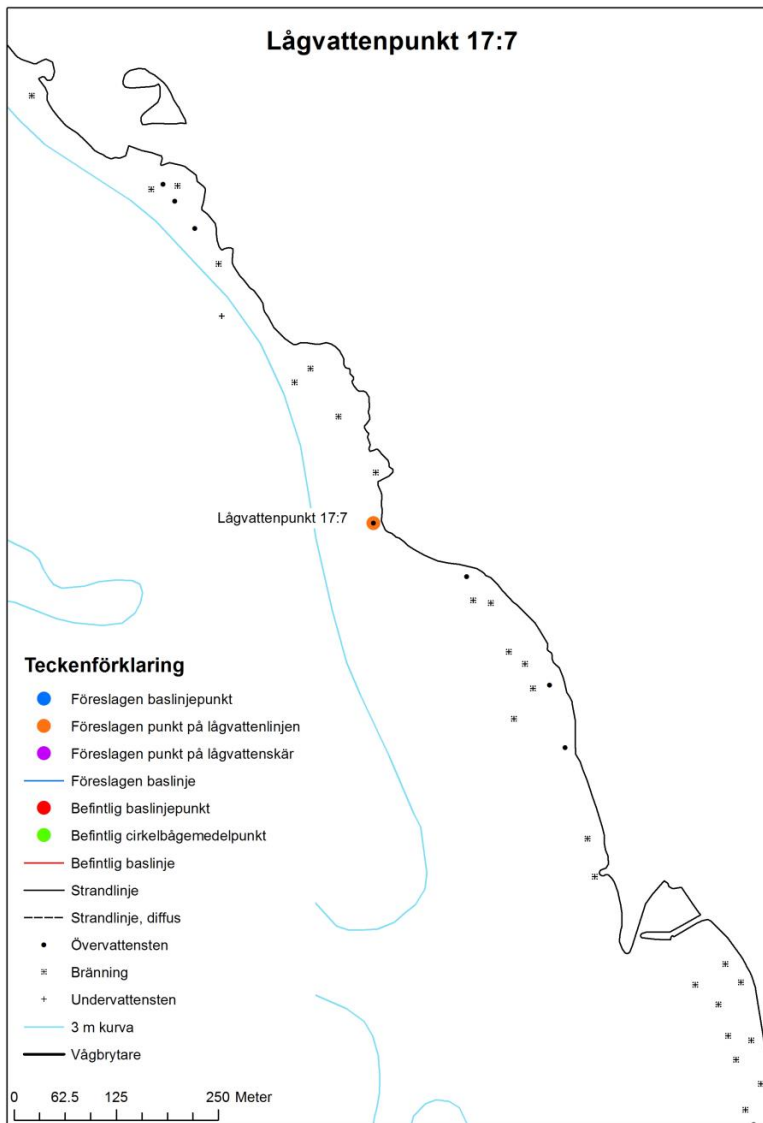 Lågvattenpunkt 17:7
Lågvattenpunkt 17:7
Teckenförklaring
Föreslagen baslinjepunkt
Föreslagen punkt på lågvattenlinjen
Föreslagen punkt på lågvattenskär
Föreslagen baslinje
Befintlig baslinjepunkt
Befintlig cirkelbågemedelpunkt
Befintlig baslinje
Strandlinje
Strandlinje, diffus
Övervattensten
Bränning
Undervattensten
3 m kurva
Vågbrytare
0 62.5 125 250 Meter